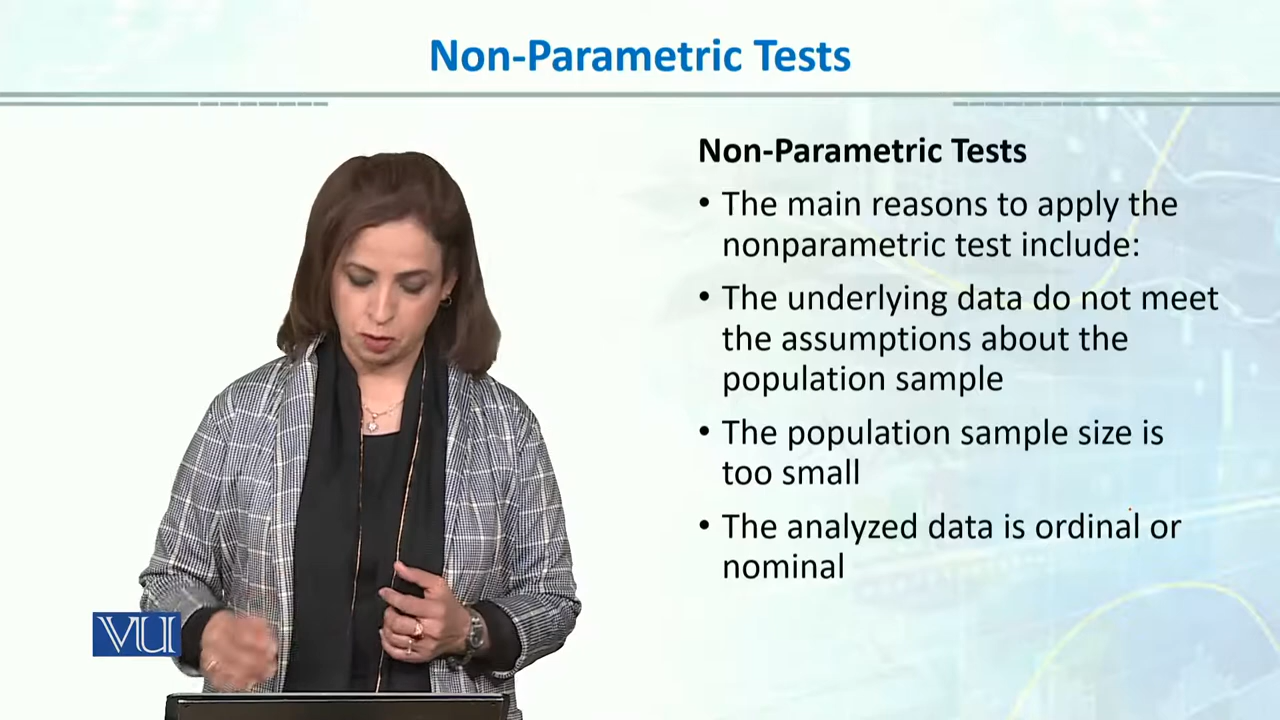 Non-Parametric Tests
Non-Parametric Tests
• The main reasons to apply the
nonparametric test include:
• The underlying data do not meet
the assumptions about the
population sample
• The population sample size is
too small
• The analyzed data is ordinal or
nominal
VU